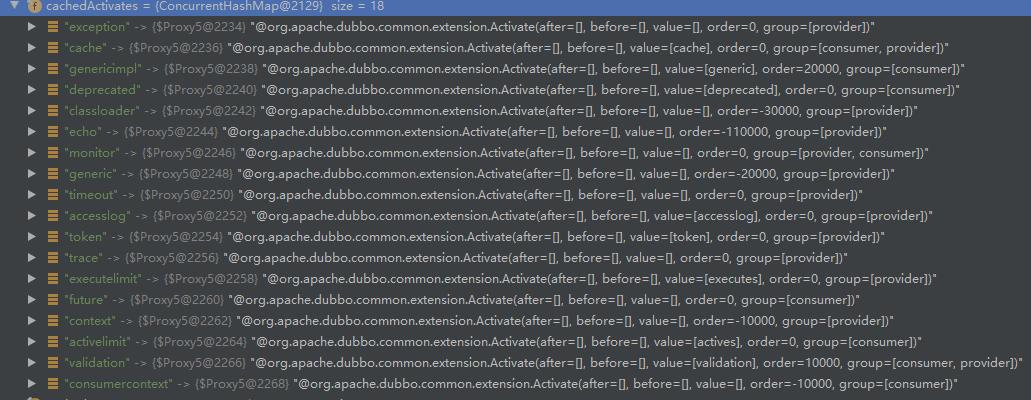 cachedActivates = {ConcurrentHashMap@2129} size = 18
"exception" -> {$Proxy5@2234} "@org.apache.dubbo.common.extension.Activate(after=[], before=[], value=[], order=0, group=[provider])"
"cache" -> {$Proxy5@2236} "@org.apache.dubbo.common.extension.Activate(after=[], before=[], value=[cache], order=0, group=[consumer, provider])"
"genericimpl" -> {$Proxy5@2238} "@org.apache.dubbo.common.extension.Activate(after=[], before=[], value=[generic], order=20000, group=[consumer])"
"deprecated" -> {$Proxy5@2240} "@org.apache.dubbo.common.extension.Activate(after=[], before=[], value=[deprecated], order=0, group=[consumer])"
"classloader" -> {$Proxy5@2242} "@org.apache.dubbo.common.extension.Activate(after=[], before=[], value=[], order=-30000, group=[provider])"
"echo" -> {$Proxy5@2244} "@org.apache.dubbo.common.extension.Activate(after=[], before=[], value=[], order=-110000, group=[provider])"
"monitor" -> {$Proxy5@2246} "@org.apache.dubbo.common.extension.Activate(after=[], before=[], value=[], order=0, group=[provider, consumer])"
"generic" -> {$Proxy5@2248} "@org.apache.dubbo.common.extension.Activate(after=[], before=[], value=[], order=-20000, group=[provider])"
"timeout" -> {$Proxy5@2250} "@org.apache.dubbo.common.extension.Activate(after=[], before=[], value=[], order=0, group=[provider])"
"accesslog" -> {$Proxy5@2252} "@org.apache.dubbo.common.extension.Activate(after=[], before=[], value=[accesslog], order=0, group=[provider])"
"token" -> {$Proxy5@2254} "@org.apache.dubbo.common.extension.Activate(after=[], before=[], value=[token], order=0, group=[provider])"
"trace" -> {$Proxy5@2256} "@org.apache.dubbo.common.extension.Activate(after=[], before=[], value=[], order=0, group=[provider])"
"executelimit" -> {$Proxy5@2258} "@org.apache.dubbo.common.extension.Activate(after=[], before=[], value=[executes], order=0, group=[provider])"
"future" -> {$Proxy5@2260} "@org.apache.dubbo.common.extension.Activate(after=[], before=[], value=[], order=0, group=[consumer])"
"context" -> {$Proxy5@2262} "@org.apache.dubbo.common.extension.Activate(after=[], before=[], value=[], order=-10000, group=[provider])"
"activelimit" -> {$Proxy5@2264} "@org.apache.dubbo.common.extension.Activate(after=[], before=[], value=[actives], order=0, group=[consumer])"
"validation" -> {$Proxy5@2266} "@org.apache.dubbo.common.extension.Activate(after=[], before=[], value=[validation], order=10000, group=[consumer, provider])"
"consumercontext" -> {$Proxy5@2268} "@org.apache.dubbo.common.extension.Activate(after=[], before=[], value=[], order=-10000, group=[consumer])"